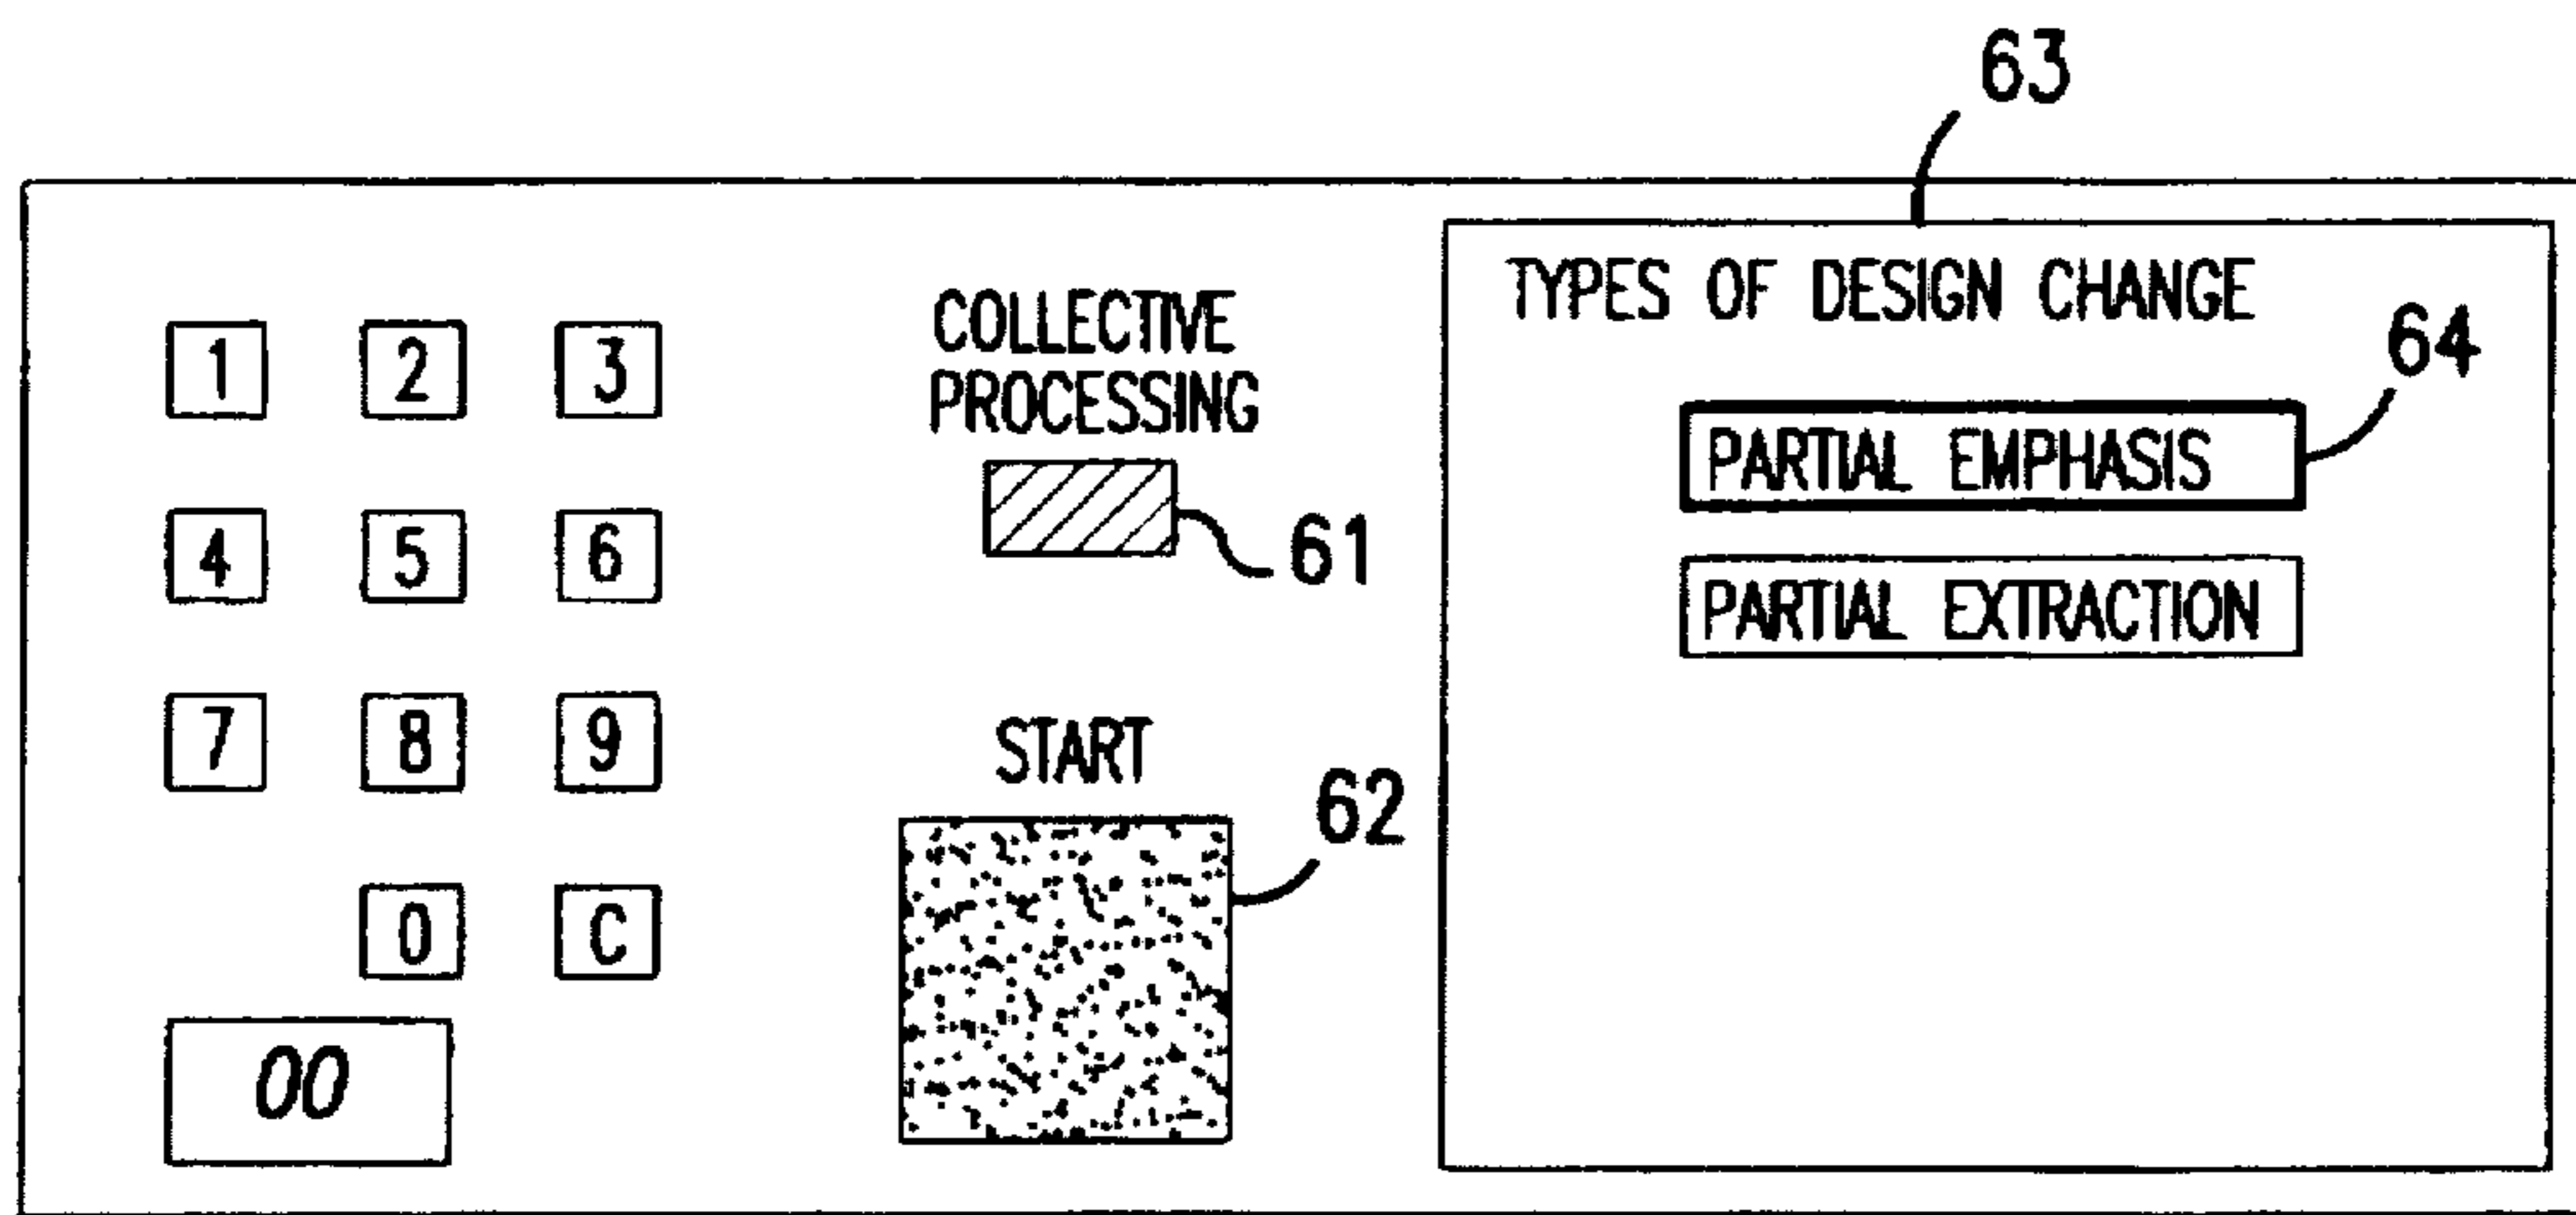 63
TYPES OF DESIGN CHANGE
64
PARTIAL EMPHASIS
PARTIAL EXTRACTION
COLLECTIVE
PROCESSING
61
START
62
1 2 3
4 5 6
7 8 9
0 C
00